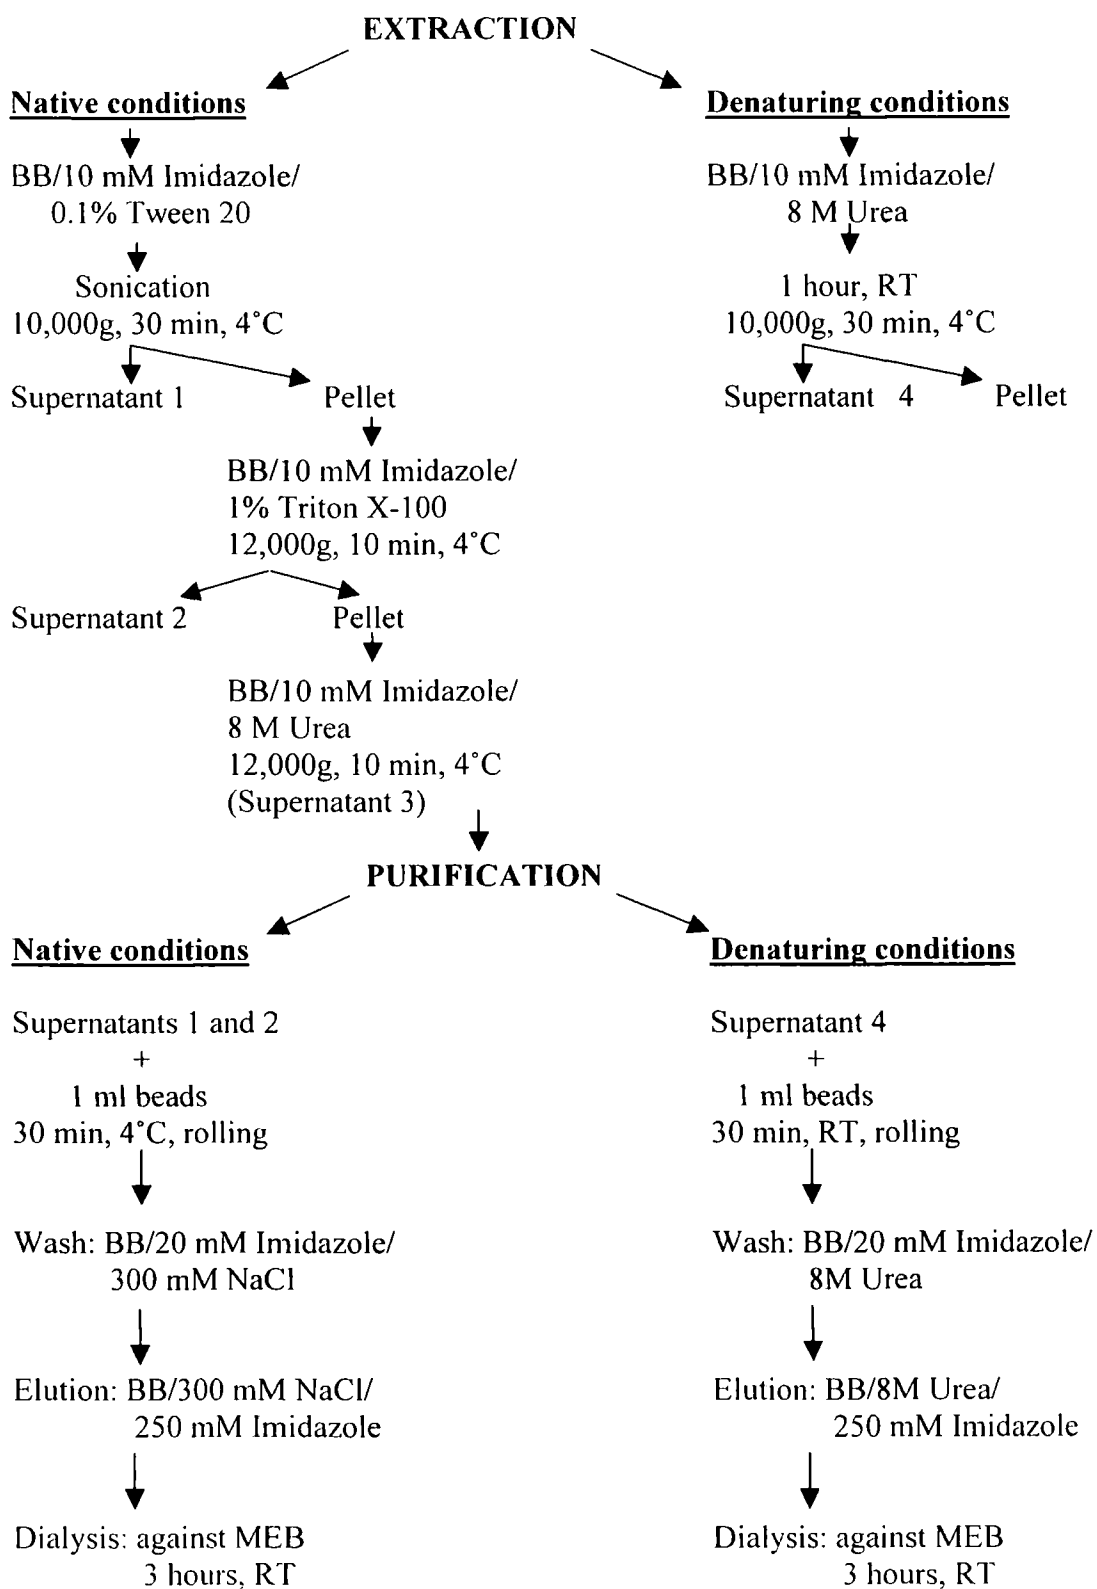 EXTRACTION
Native conditions
BB/10 mM Imidazole/
0.1% Tween 20
Sonication
10,000g, 30 min, 4°C
Supernatant 1
Pellet
BB/10 mM Imidazole/
1% Triton X-100
12,000g, 10 min, 4°C
Supernatant 2
Pellet
BB/10 mM Imidazole/
8 M Urea
12,000g, 10 min, 4°C
(Supernatant 3)
Denaturing conditions
BB/10 mM Imidazole/
8 M Urea
1 hour, RT
10,000g, 30 min, 4°C
Supernatant 4
Pellet
PURIFICATION
Native conditions
Supernatants 1 and 2
+
1 ml beads
30 min, 4°C, rolling
Wash: BB/20 mM Imidazole/
300 mM NaCl
Elution: BB/300 mM NaCl/
250 mM Imidazole
Dialysis: against MEB
3 hours, RT
Denaturing conditions
Supernatant 4
+
1 ml beads
30 min, RT, rolling
Wash: BB/20 mM Imidazole/
8M Urea
Elution: BB/8M Urea/
250 mM Imidazole
Dialysis: against MEB
3 hours, RT